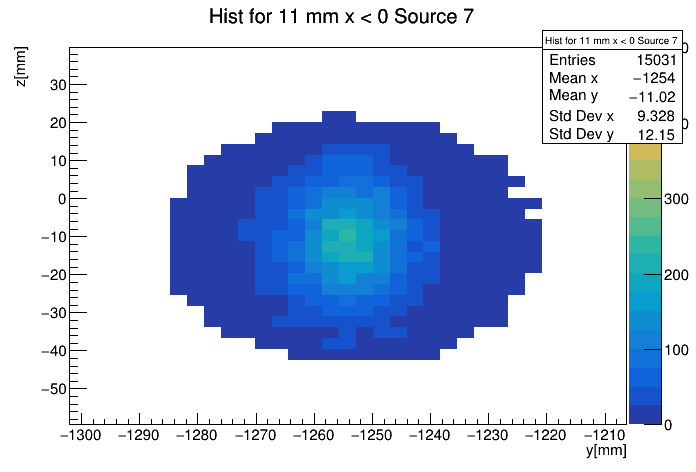 Hist for 11 mm x < 0 Source 7
z[mm]
Hist for 11 mm x < 0 Source 7
Entries 15031
Mean x −1254
Mean y −11.02
Std Dev x 9.328
Std Dev y 12.15
30
20
10
0
−10
−20
−30
−40
−50
300
200
100
0
−1300 −1290 −1280 −1270 −1260 −1250 −1240 −1230 −1220 −1210
y[mm]